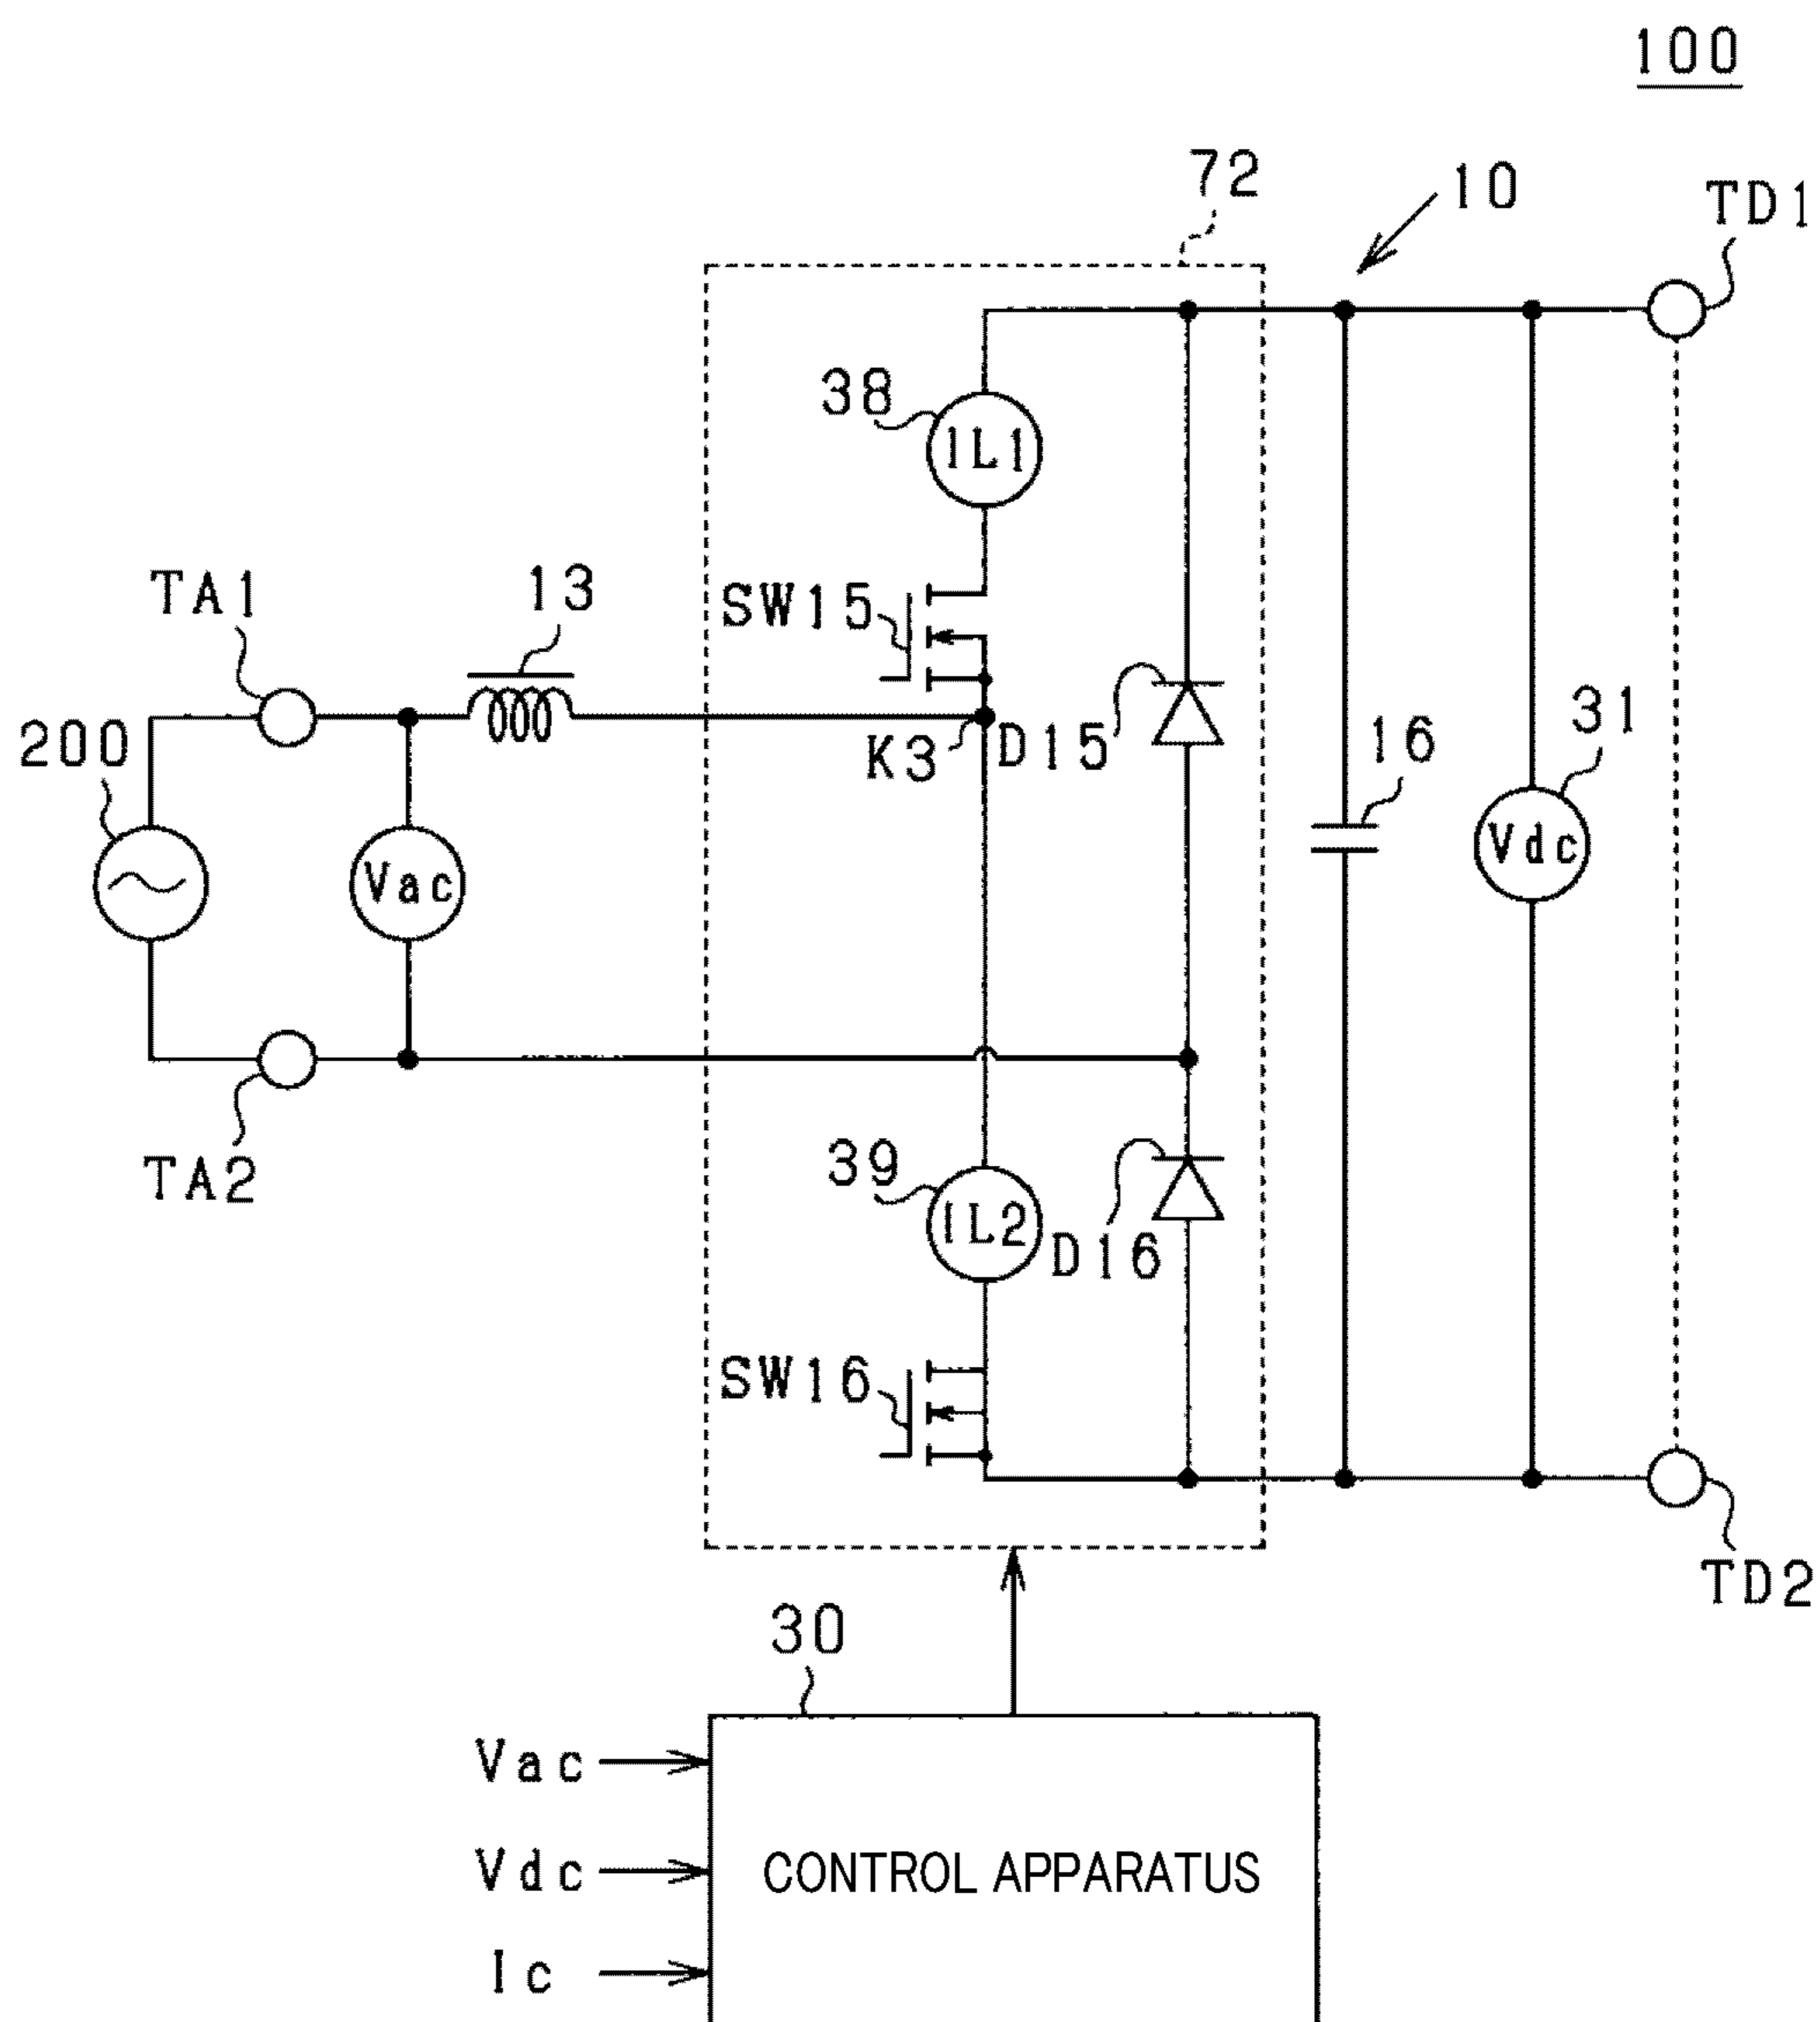 100
72
10
TD1
38
IL1
TA1
13
SW15
200
K3
D15
16
31
Vac
Vdc
TA2
39
IL2
D16
SW16
TD2
30
Vac
Vdc
CONTROL APPARATUS
Ic